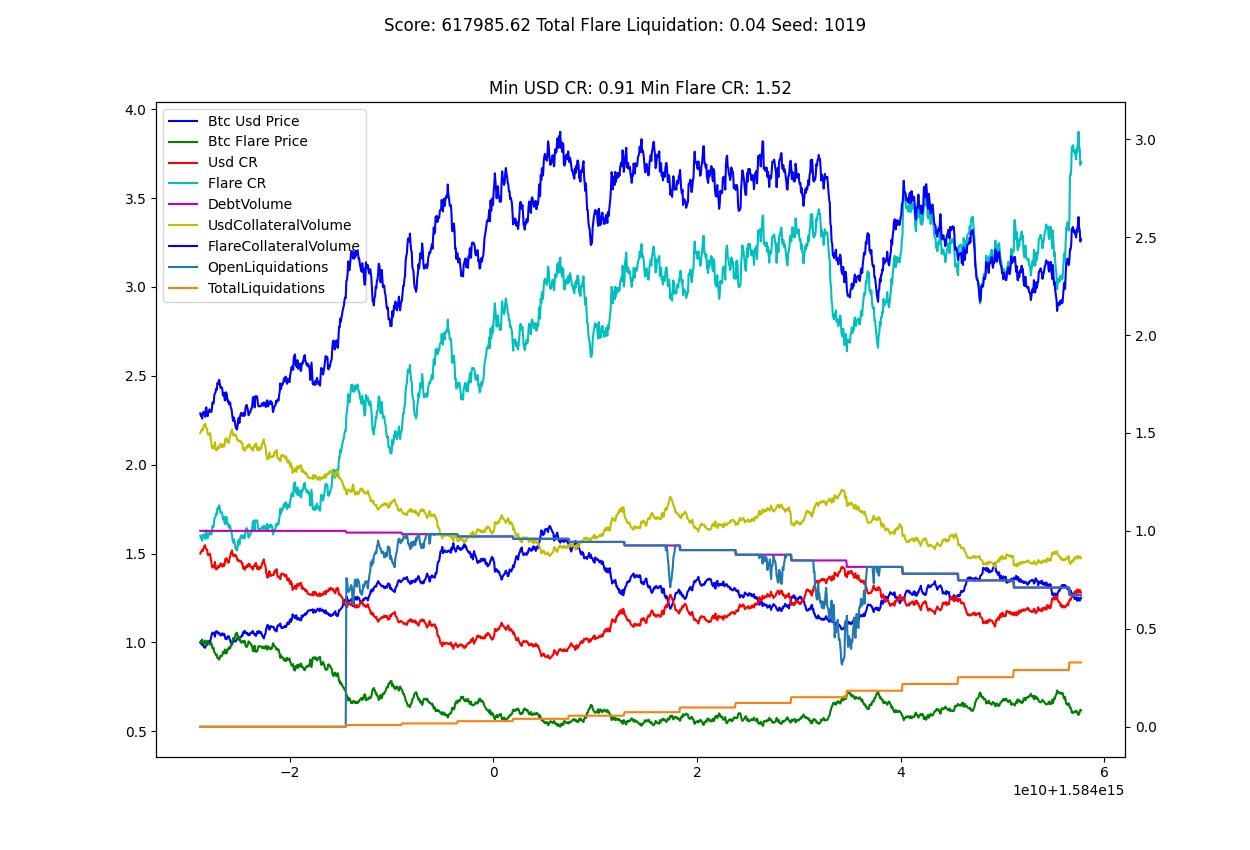 Score: 617985.62 Total Flare Liquidation: 0.04 Seed: 1019
Min USD CR: 0.91 Min Flare CR: 1.52
4.0
3.5
3.0
2.5
2.0
1.5
1.0
0.5
Btc Usd Price
Btc Flare Price
Usd CR
Flare CR
DebtVolume
UsdCollateralVolume
FlareCollateralVolume
OpenLiquidations
TotalLiquidations
3.0
2.5
2.0
1.5
1.0
0.5
0.0
−2 0 2 4 6
1e10+1.584e15